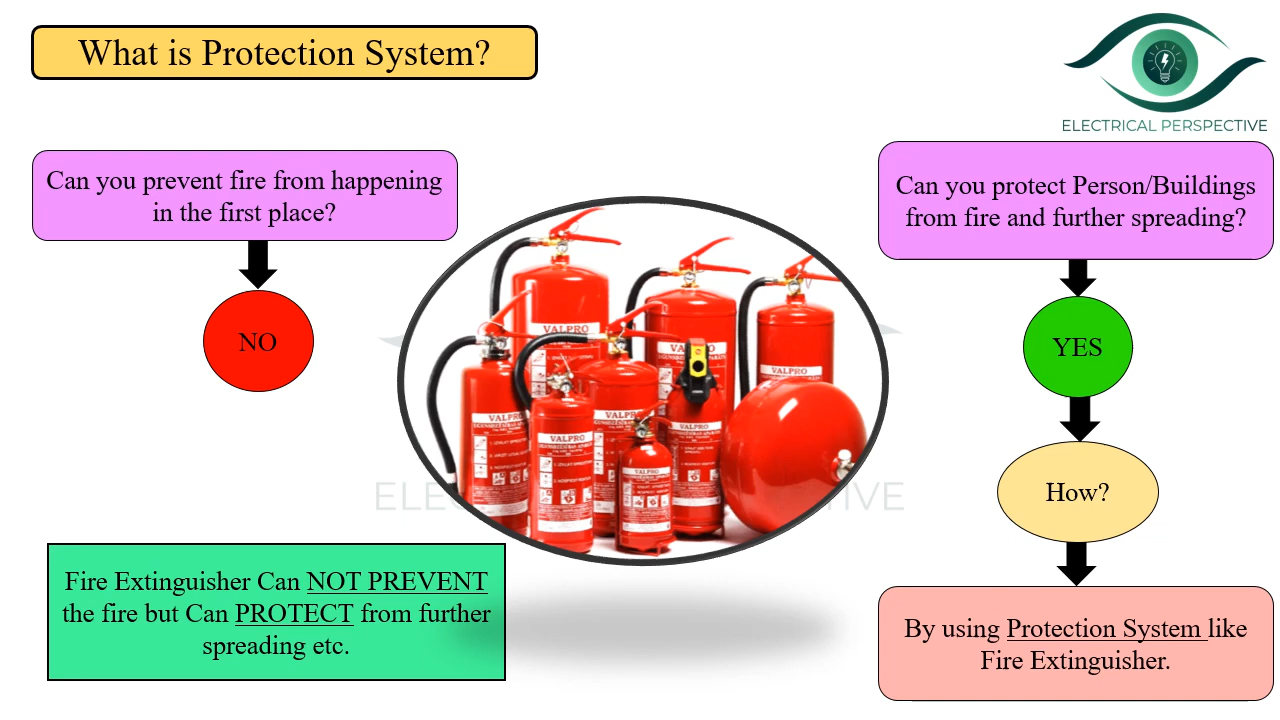 What is Protection System?
ELECTRICAL PERSPECTIVE
Can you prevent fire from happening
in the first place?
NO
Can you protect Person/Buildings
from fire and further spreading?
YES
How?
By using Protection System like
Fire Extinguisher.
Fire Extinguisher Can NOT PREVENT
the fire but Can PROTECT from further
spreading etc.
VALPRO
VALPRO
VALPRO
VALPRO
VALPRO
VALPRO
VALPRO